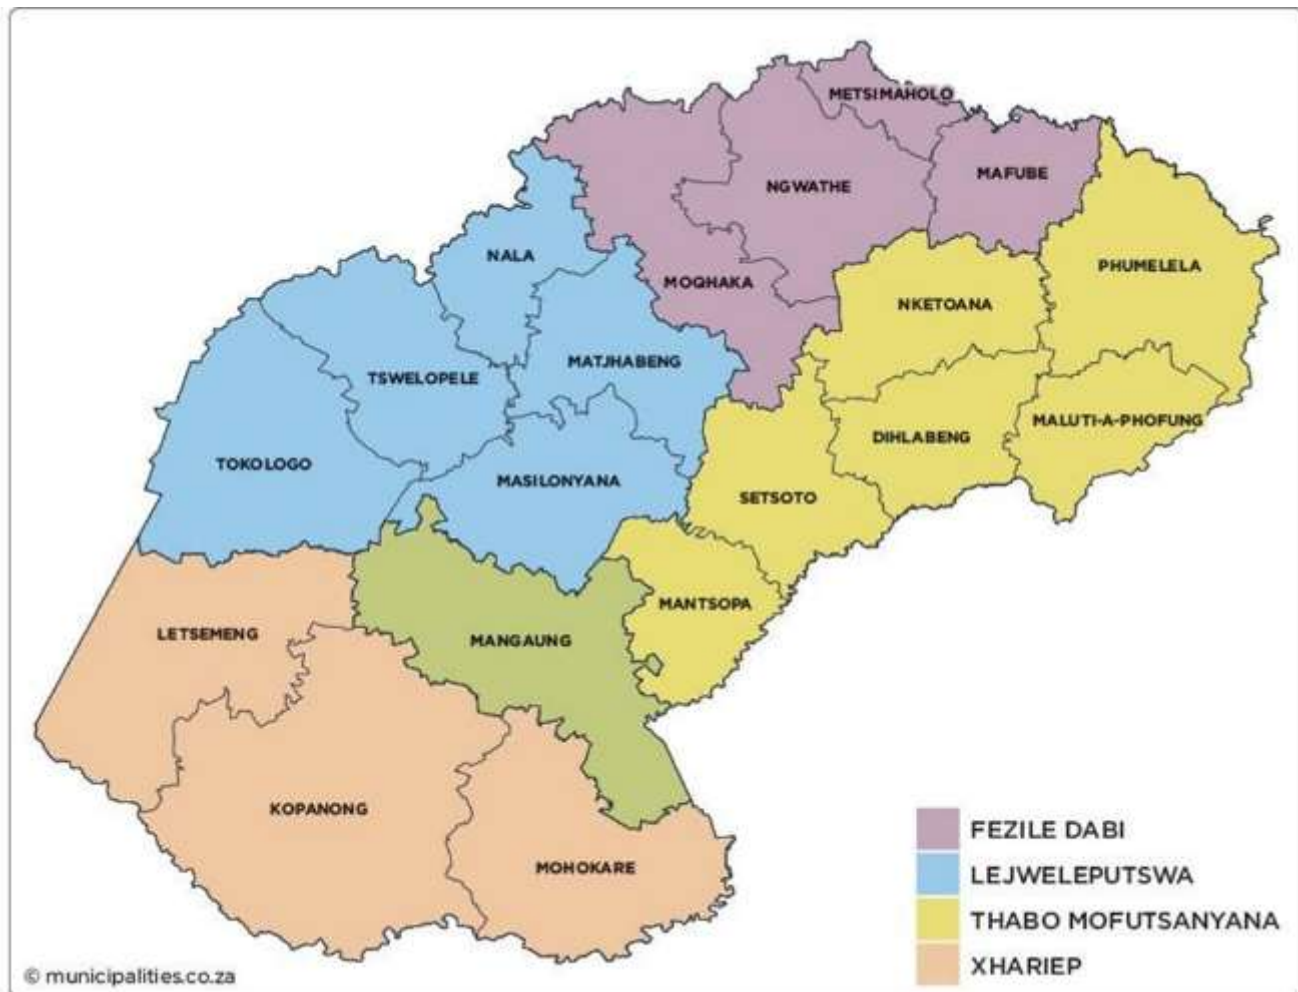 METSIMAHOLO
NGWATHE
MAFUBE
NALA
MOQHAKA
PHUMELELA
NKETOANA
TSWELOPELE
MATJHABENG
DIHLABENG
MALUTI-A-PHOFUNG
TOKOLOGO
MASILONYANA
SETSOTO
MANTSOPA
LETSEMENG
MANGAUNG
KOPANONG
MOHOKARE
FEZILE DABI
LEJWELEPUTSWA
THABO MOFUTSANYANA
XHARIEP
© municipalities.co.za